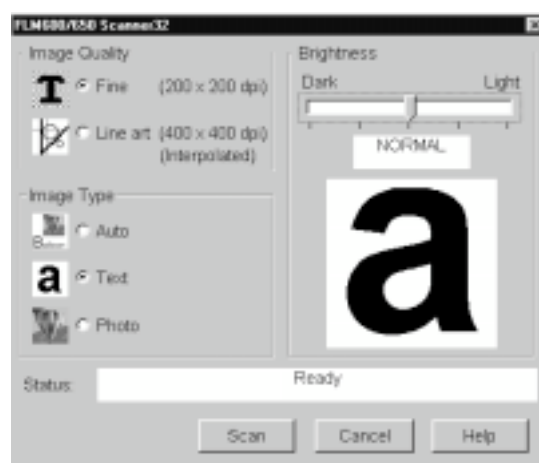 FLM600/650 Scanner32
Image Quality
T Fine (200 x 200 dpi)
Line art (400 x 400 dpi)
(Interpolated)
Image Type
Auto
a Text
Photo
Brightness
Dark Light
NORMAL
a
Status: Ready
Scan Cancel Help